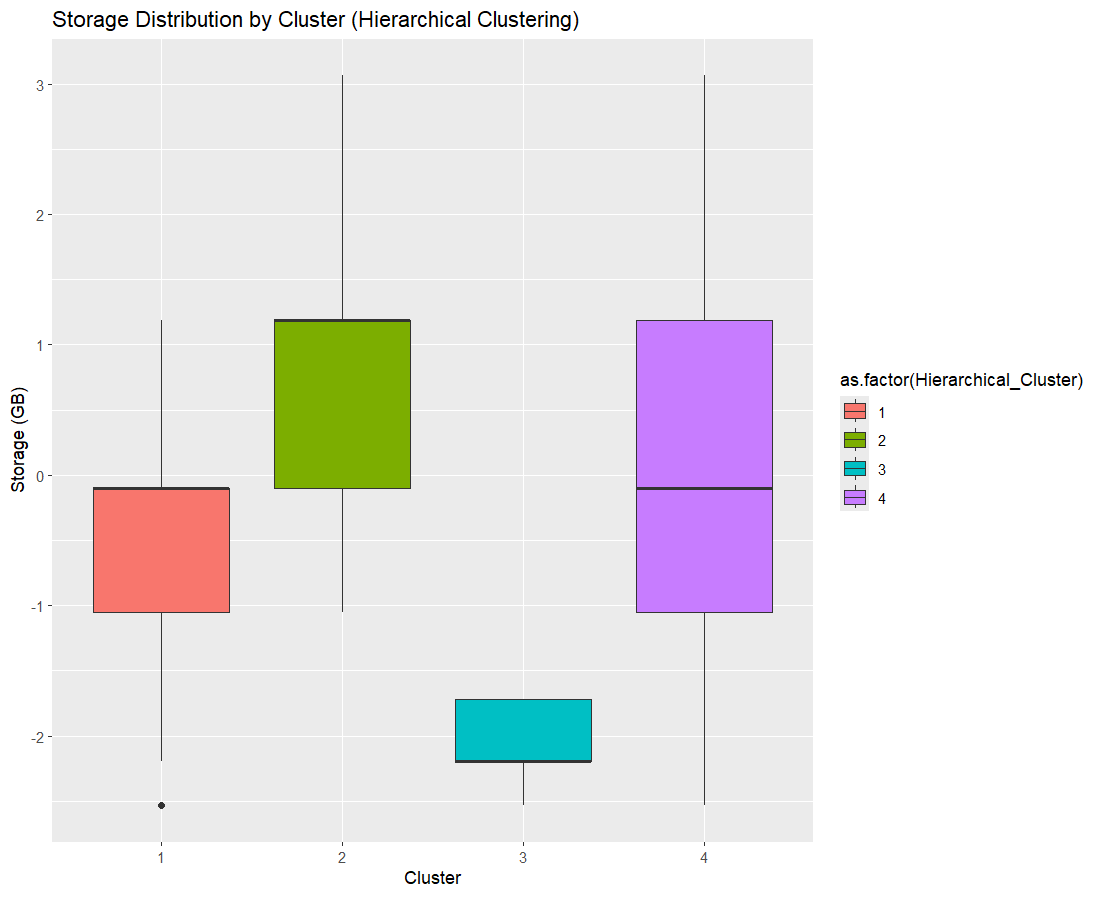 Storage Distribution by Cluster (Hierarchical Clustering)
3
2
1
0
-1
-2
Storage (GB)
1 2 3 4
Cluster
as.factor(Hierarchical_Cluster)
1
2
3
4